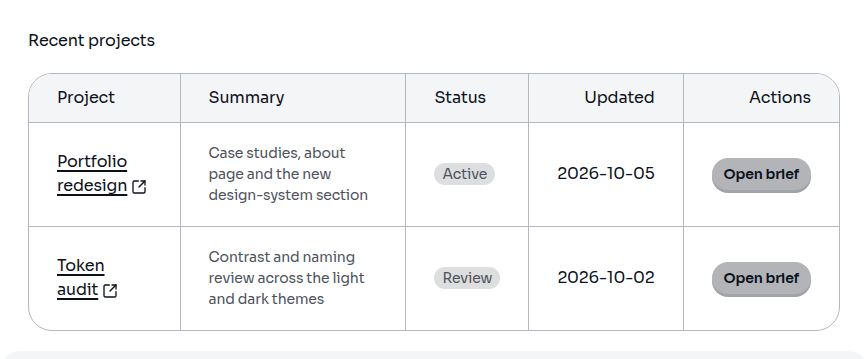 Recent projects
Project Summary Status Updated Actions
Portfolio
redesign
Case studies, about
page and the new
design-system section
Active
2026-10-05
Open brief
Token
audit
Contrast and naming
review across the light
and dark themes
Review
2026-10-02
Open brief